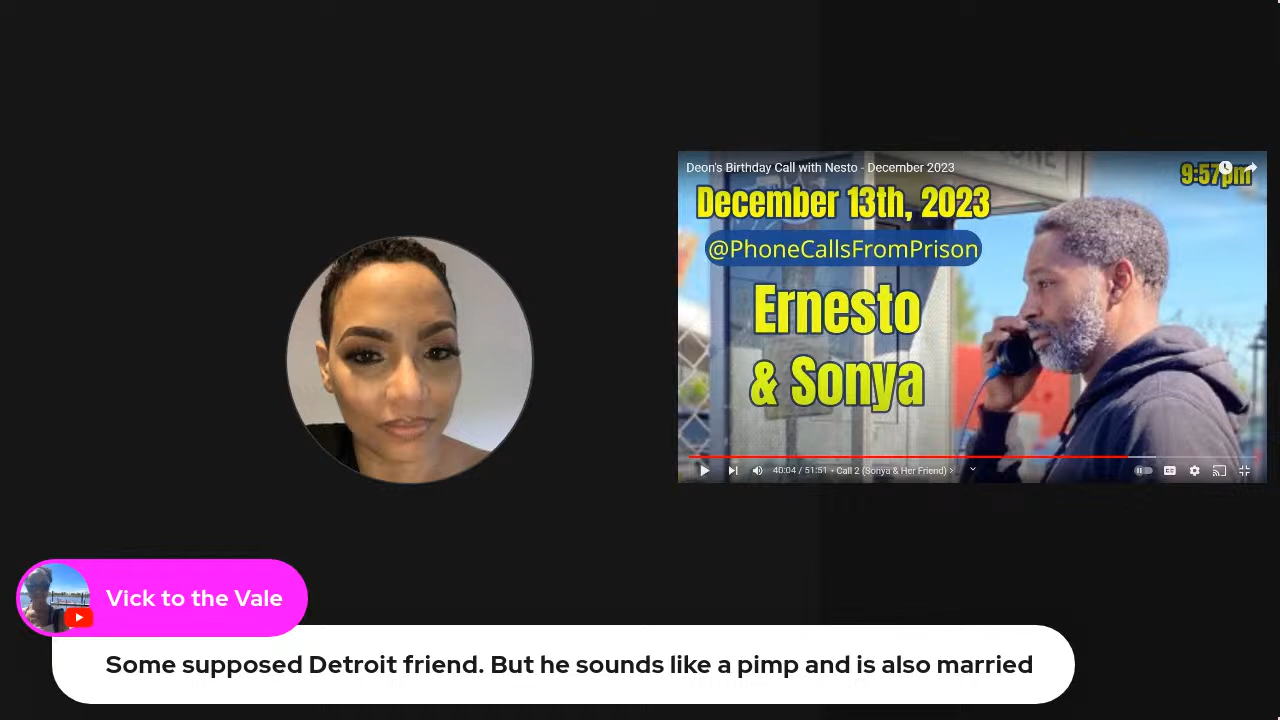 Deon's Birthday Call with Nesto - December 2023
9:57pm
December 13th, 2023
@PhoneCallsFromPrison
Ernesto
& Sonya
40:04 / 51:51 • Call 2 (Sonya & Her Friend) ›
CC
Vick to the Vale
Some supposed Detroit friend. But he sounds like a pimp and is also married